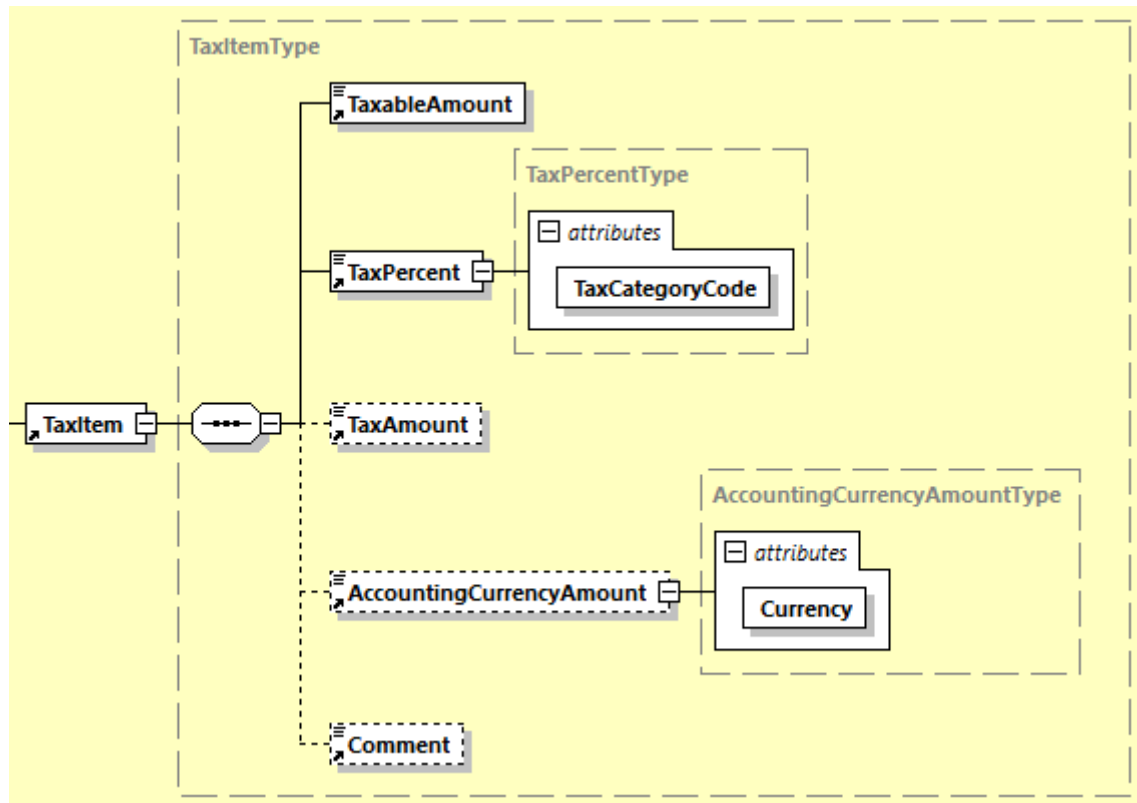 TaxItemType
TaxableAmount
TaxPercentType
attributes
TaxPercent
TaxCategoryCode
TaxItem
TaxAmount
AccountingCurrencyAmountType
attributes
AccountingCurrencyAmount
Currency
Comment